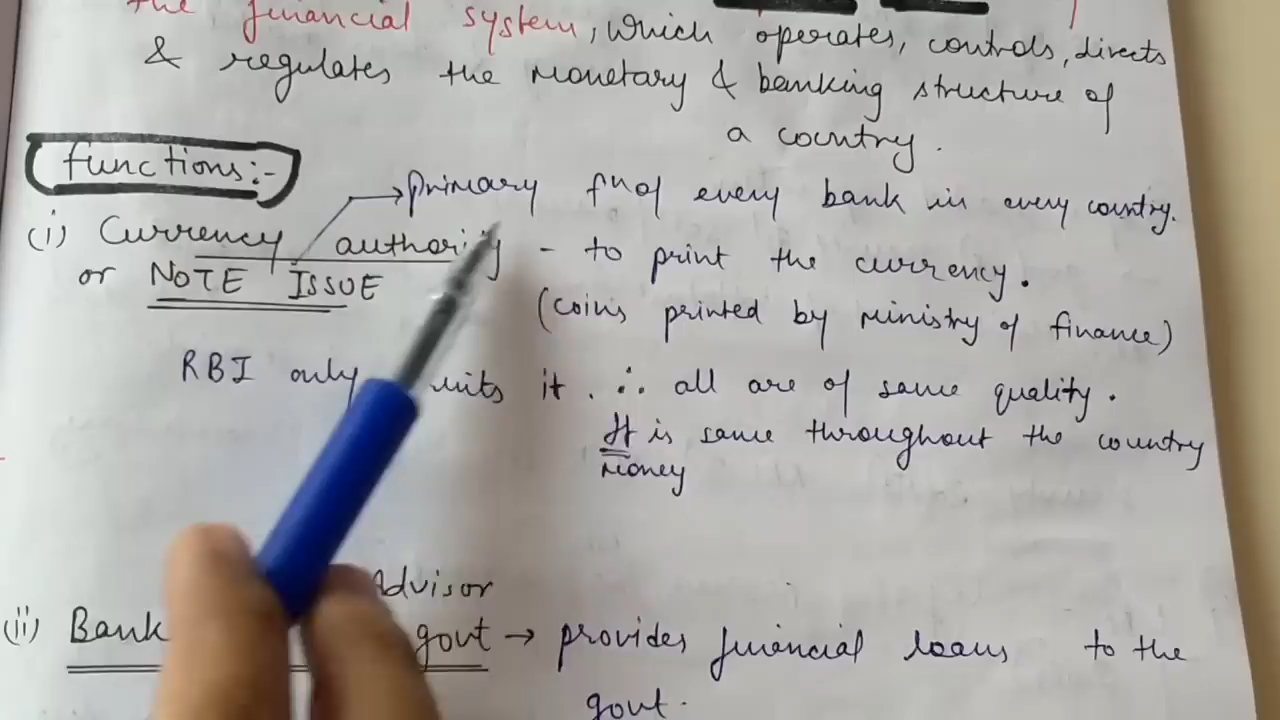 the financial system, which operates, controls, directs
& regulates the monetary & banking structure of
a country.
functions:-
primary fn of every bank in every country.
(i) Currency authority - to print the currency.
or NOTE ISSUE
(coins printed by ministry of finance)
RBI only it. ∴ all are of same quality.
It is same throughout the country
money
Advisor
(ii) Bank govt → provides financial loans to the
govt.